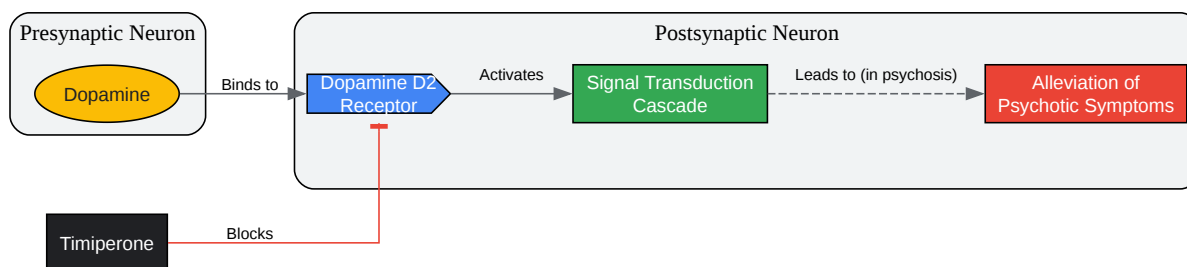 Presynaptic Neuron
Postsynaptic Neuron
Dopamine
Binds to
Dopamine D2
Receptor
Activates
Signal Transduction
Cascade
Leads to (in psychosis)
Alleviation of
Psychotic Symptoms
Timiperone
Blocks